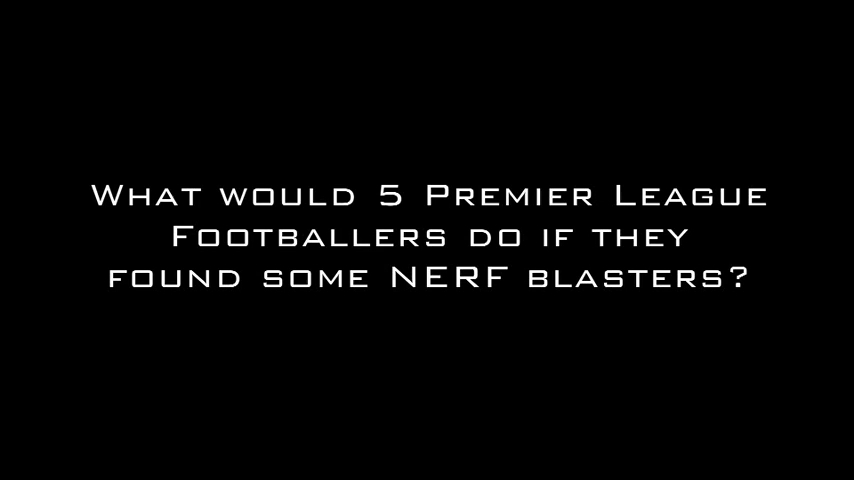 What would 5 Premier League
Footballers do if they
found some NERF blasters?